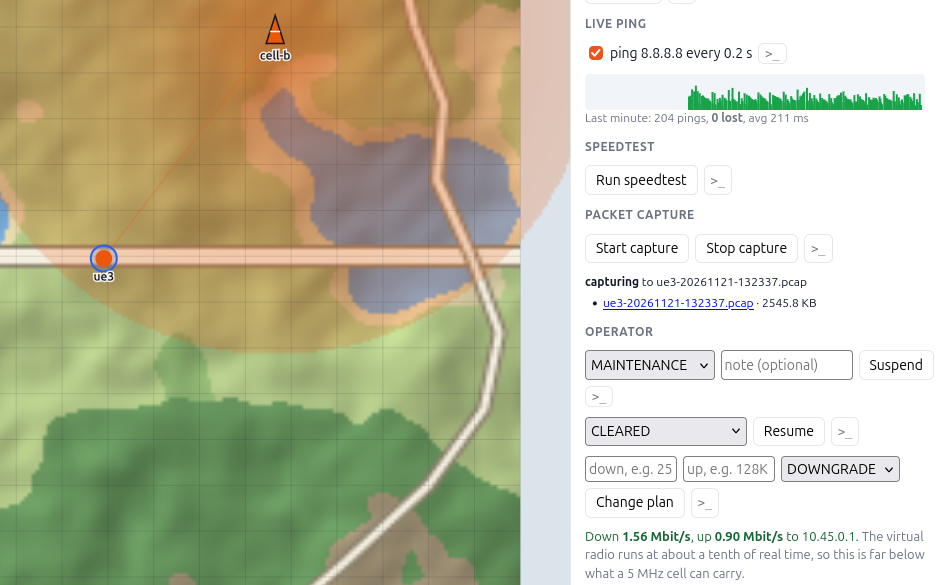 cell-b
ue3
LIVE PING
ping 8.8.8.8 every 0.2 s >_
Last minute: 204 pings, 0 lost, avg 211 ms
SPEEDTEST
Run speedtest >_
PACKET CAPTURE
Start capture Stop capture >_
capturing to ue3-20261121-132337.pcap
• ue3-20261121-132337.pcap · 2545.8 KB
OPERATOR
MAINTENANCE note (optional) Suspend
>_
CLEARED Resume >_
down, e.g. 25 up, e.g. 128K DOWNGRADE
Change plan >_
Down 1.56 Mbit/s, up 0.90 Mbit/s to 10.45.0.1. The virtual
radio runs at about a tenth of real time, so this is far below
what a 5 MHz cell can carry.